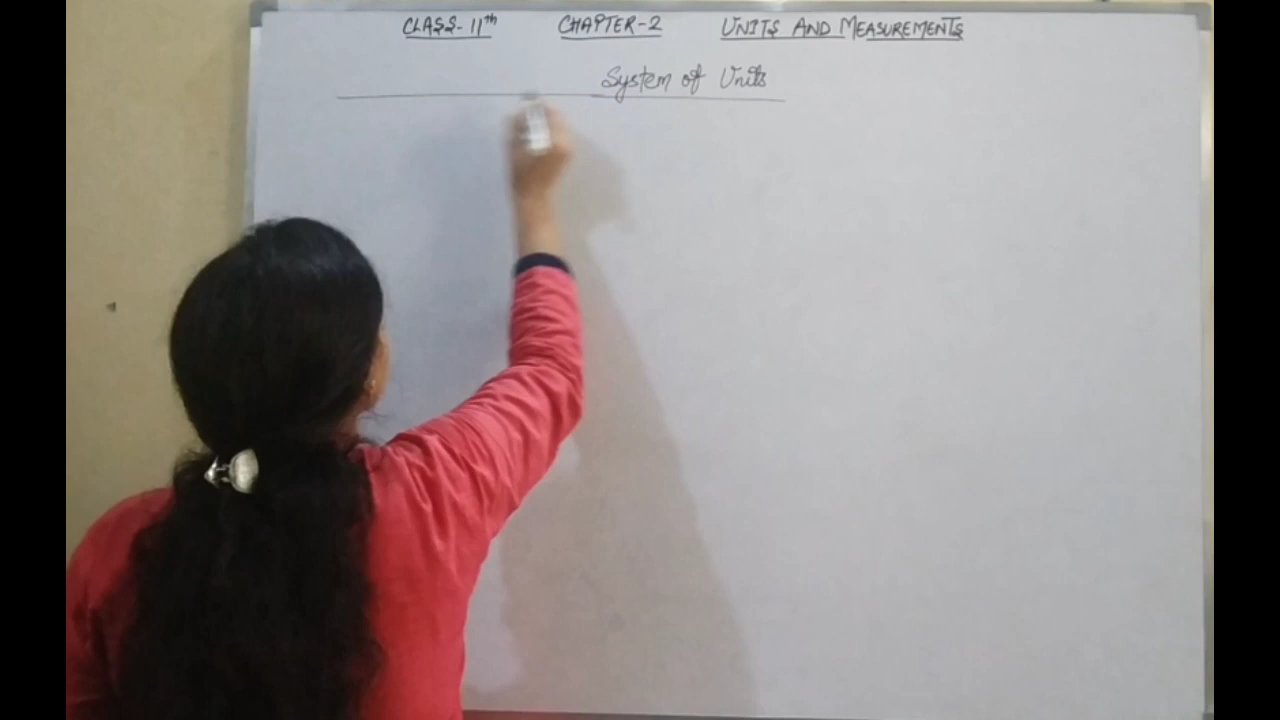 CLASS-11th CHAPTER-2 UNITS AND MEASUREMENTS
System of Units